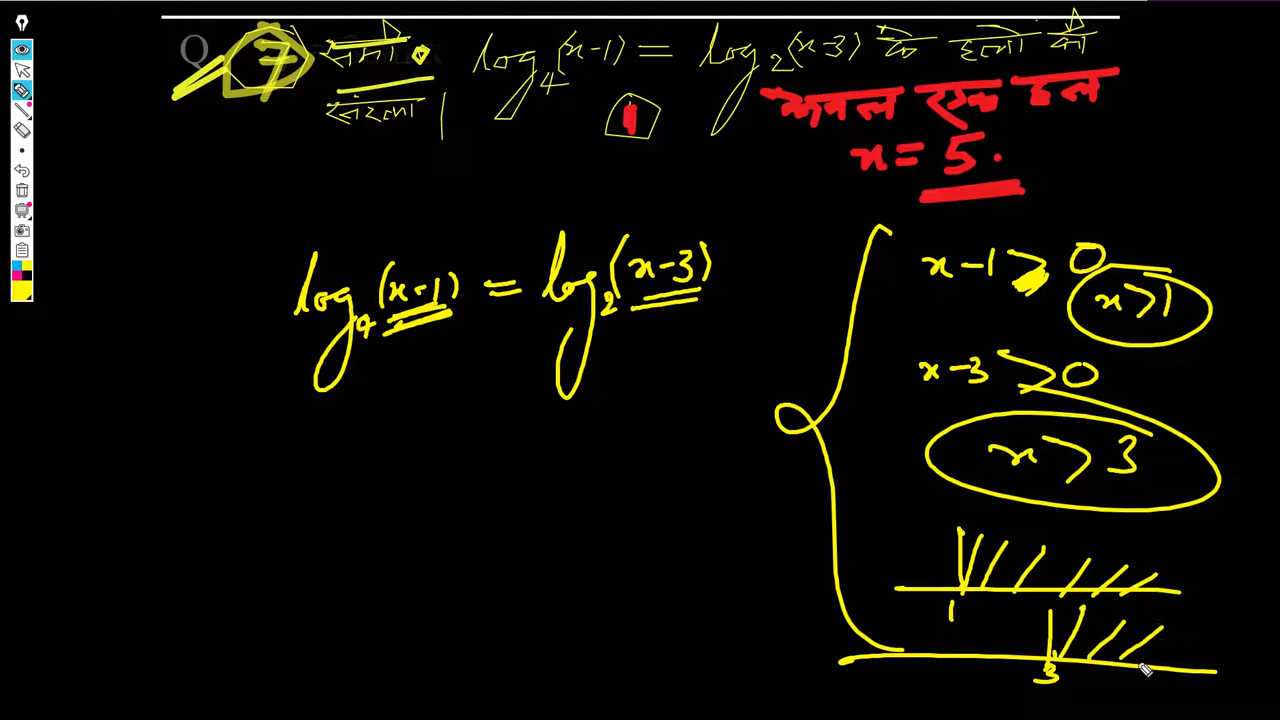 Q 7 समी० log₄(x-1) = log₂(x-3) के हलों की
संख्या | 1 केवल एक हल
x = 5.
log₄(x-1) = log₂(x-3)
x-1 > 0
x > 1
x-3 > 0
x > 3
1
3